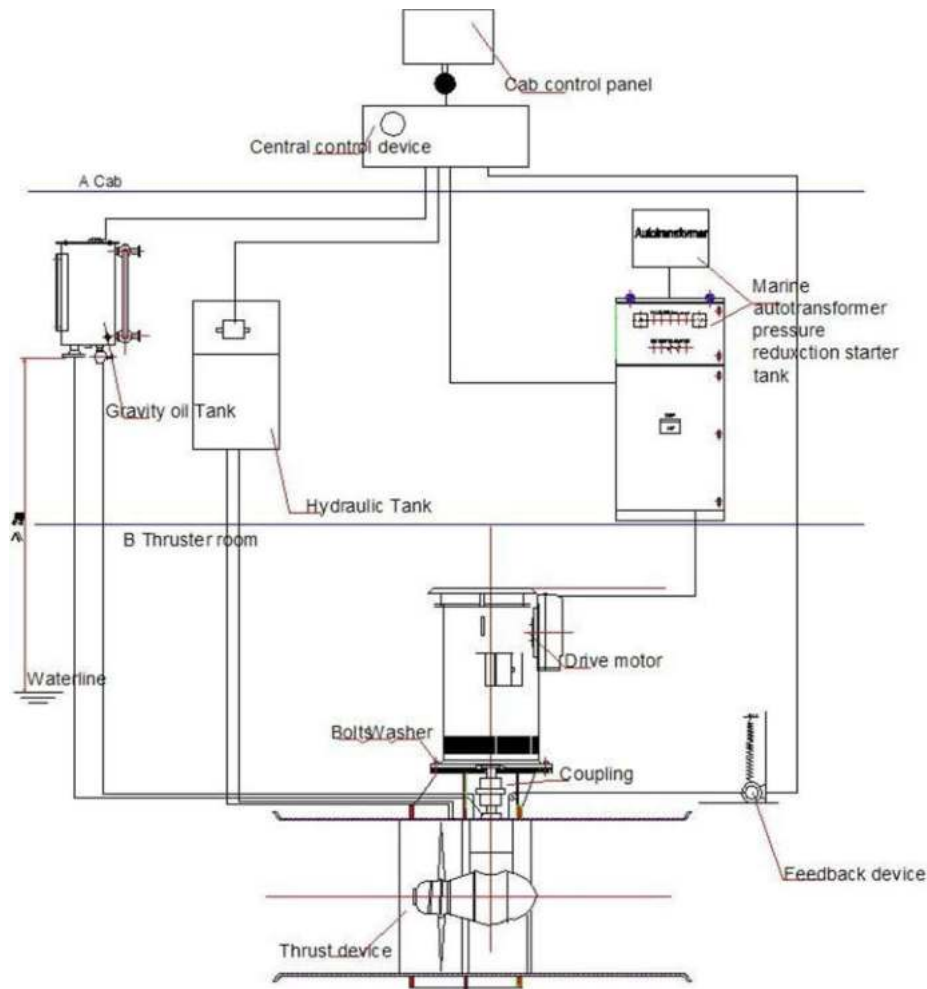 Cab control panel
Central control device
A Cab
Autotransformer
Marine
autotransformer
pressure
reduxction starter
tank
Gravity oil Tank
Hydraulic Tank
B Thruster room
Waterline
Drive motor
BoltsWasher
Coupling
Feedback device
Thrust device